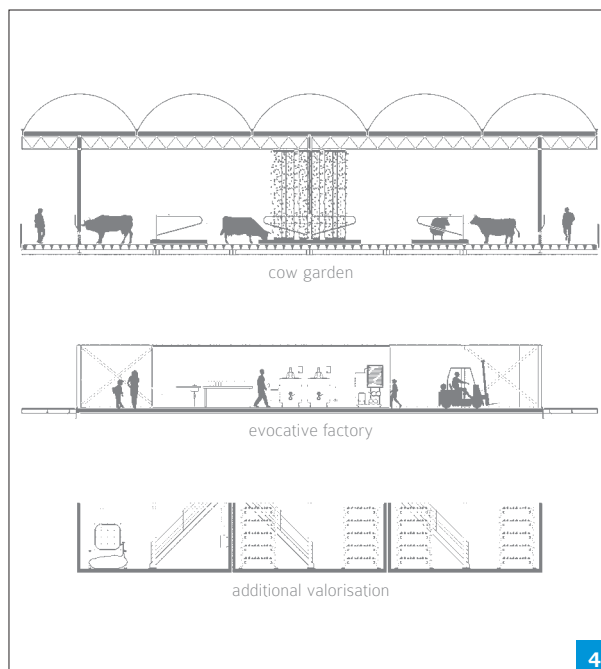 cow garden
evocative factory
additional valorisation
4